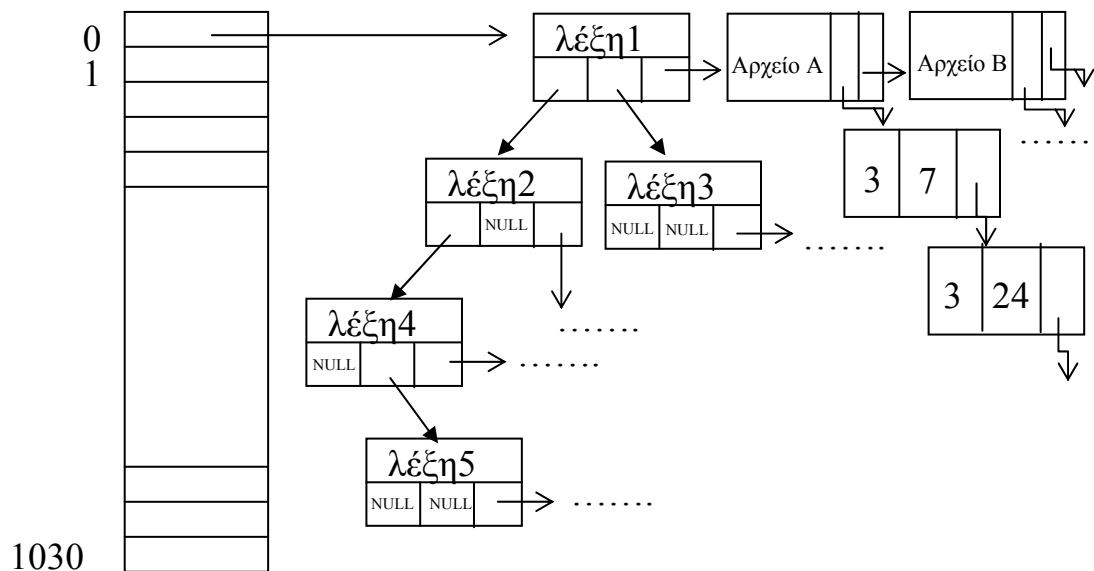 0
1
λέξη1
Αρχείο Α
Αρχείο Β
........
3 7
λέξη2
NULL
λέξη3
NULL NULL
........
3 24
λέξη4
NULL
........
........
λέξη5
NULL NULL
........
1030